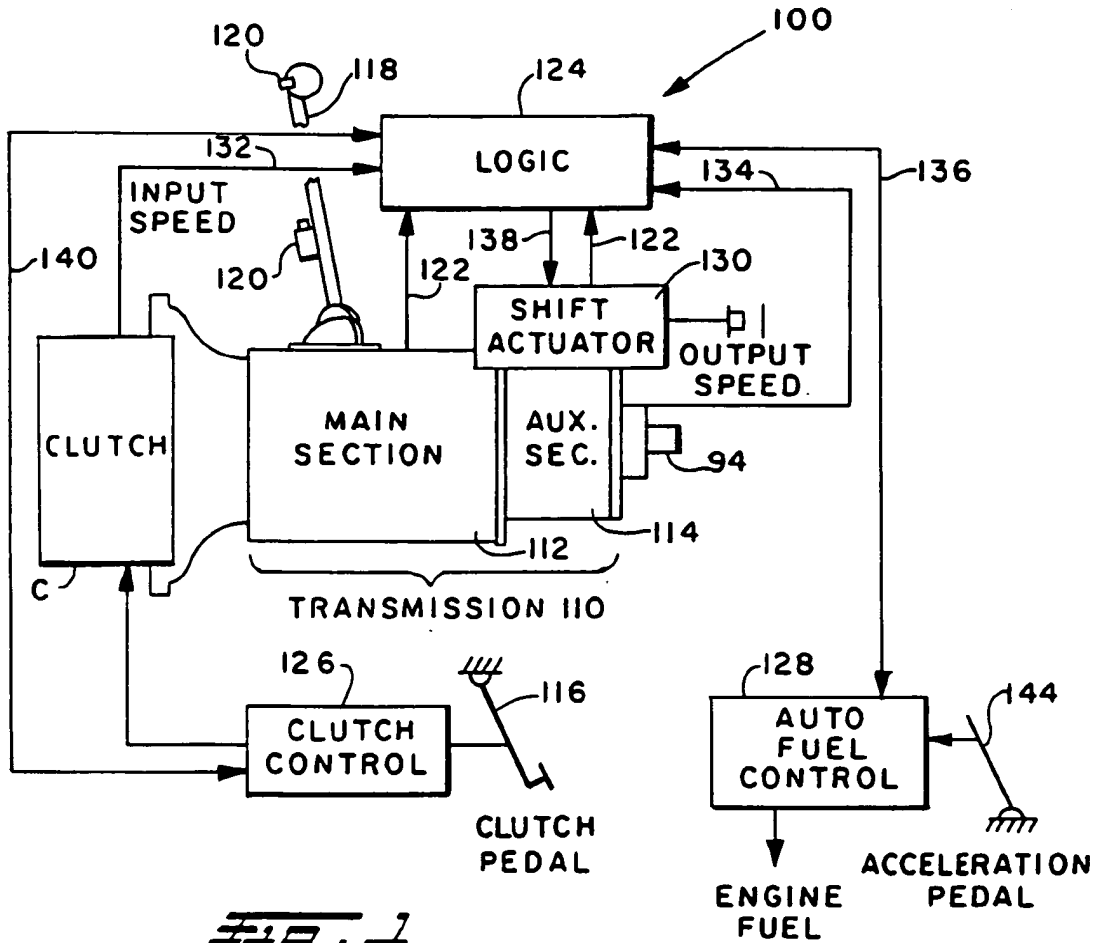 100
120
118
124
LOGIC
132
INPUT
SPEED
134
136
140
120
122
138
122
130
SHIFT
ACTUATOR
OUTPUT
SPEED
CLUTCH
MAIN
SECTION
AUX.
SEC.
94
C
112
114
TRANSMISSION 110
126
CLUTCH
CONTROL
116
CLUTCH
PEDAL
128
AUTO
FUEL
CONTROL
144
ACCELERATION
PEDAL
ENGINE
FUEL
FIG. 1